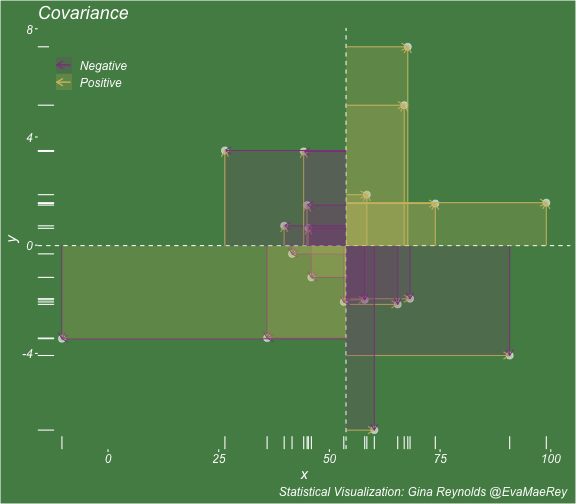 Covariance
8
Negative
Positive
4
y
0
-4
0 25 50 75 100
x
Statistical Visualization: Gina Reynolds @EvaMaeRey